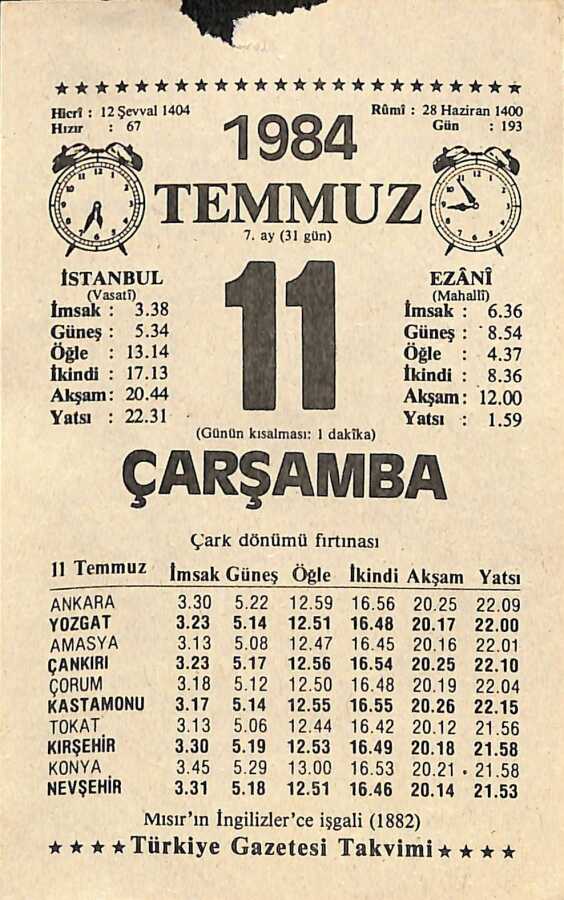 ★★★★★★★★★★★★★★★★★★★★★★★★
Hicrî : 12 Şevval 1404
Hızır : 67
Rûmî : 28 Haziran 1400
Gün : 193
1984
TEMMUZ
7. ay (31 gün)
11
İSTANBUL
(Vasatî)
İmsak : 3.38
Güneş : 5.34
Öğle : 13.14
İkindi : 17.13
Akşam: 20.44
Yatsı : 22.31
EZÂNÎ
(Mahallî)
İmsak : 6.36
Güneş : 8.54
Öğle : 4.37
İkindi : 8.36
Akşam: 12.00
Yatsı : 1.59
(Günün kısalması: 1 dakîka)
ÇARŞAMBA
Çark dönümü fırtınası
11 Temmuz İmsak Güneş Öğle İkindi Akşam Yatsı
ANKARA 3.30 5.22 12.59 16.56 20.25 22.09
YOZGAT 3.23 5.14 12.51 16.48 20.17 22.00
AMASYA 3.13 5.08 12.47 16.45 20.16 22.01
ÇANKIRI 3.23 5.17 12.56 16.54 20.25 22.10
ÇORUM 3.18 5.12 12.50 16.48 20.19 22.04
KASTAMONU 3.17 5.14 12.55 16.55 20.26 22.15
TOKAT 3.13 5.06 12.44 16.42 20.12 21.56
KIRŞEHİR 3.30 5.19 12.53 16.49 20.18 21.58
KONYA 3.45 5.29 13.00 16.53 20.21 21.58
NEVŞEHİR 3.31 5.18 12.51 16.46 20.14 21.53
Mısır'ın İngilizler'ce işgali (1882)
★★★★Türkiye Gazetesi Takvimi★★★★